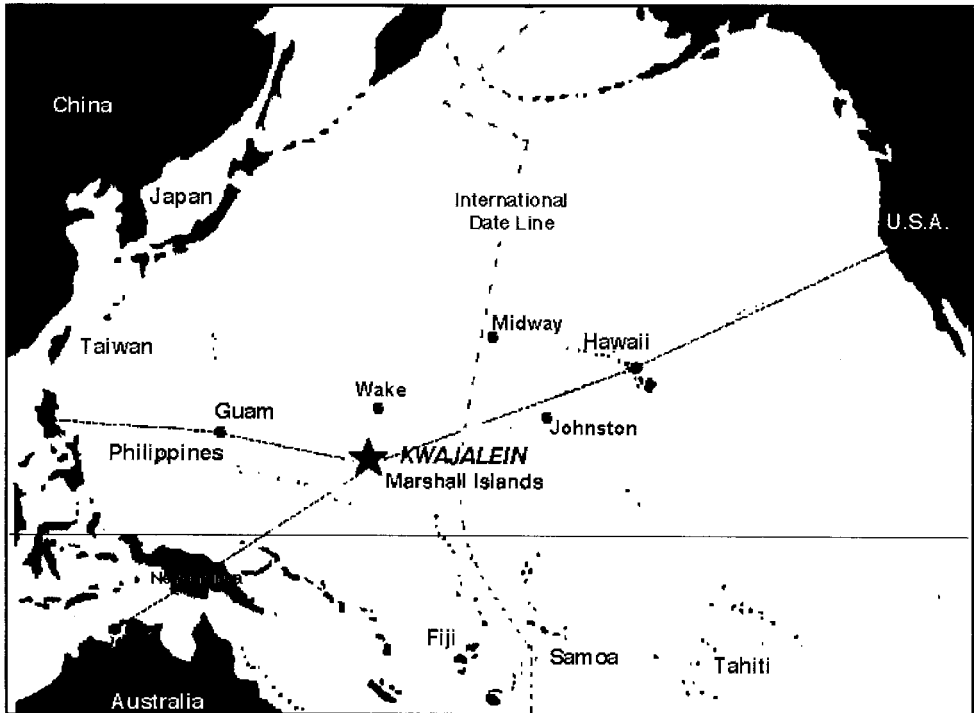 China
Japan
International
Date Line
U.S.A.
Midway
Hawaii
Taiwan
Wake
Guam
Johnston
Philippines
KWAJALEIN
Marshall Islands
Fiji
Samoa
Tahiti
Australia